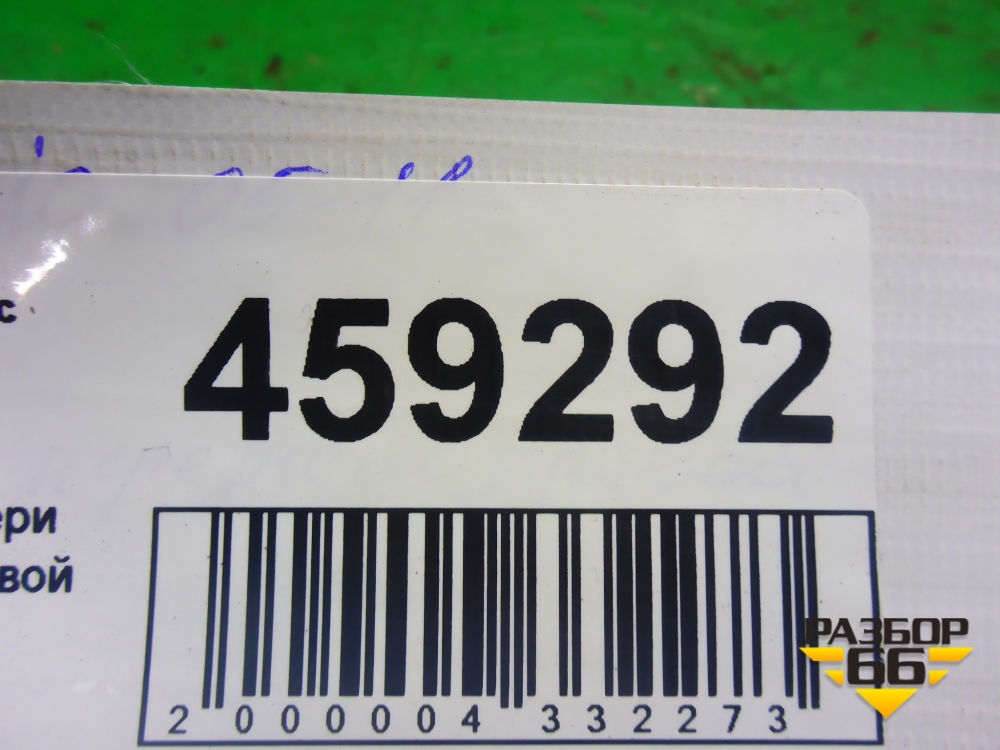 с
459292
ери
вой
2 000004 332273
РАЗБОР
66